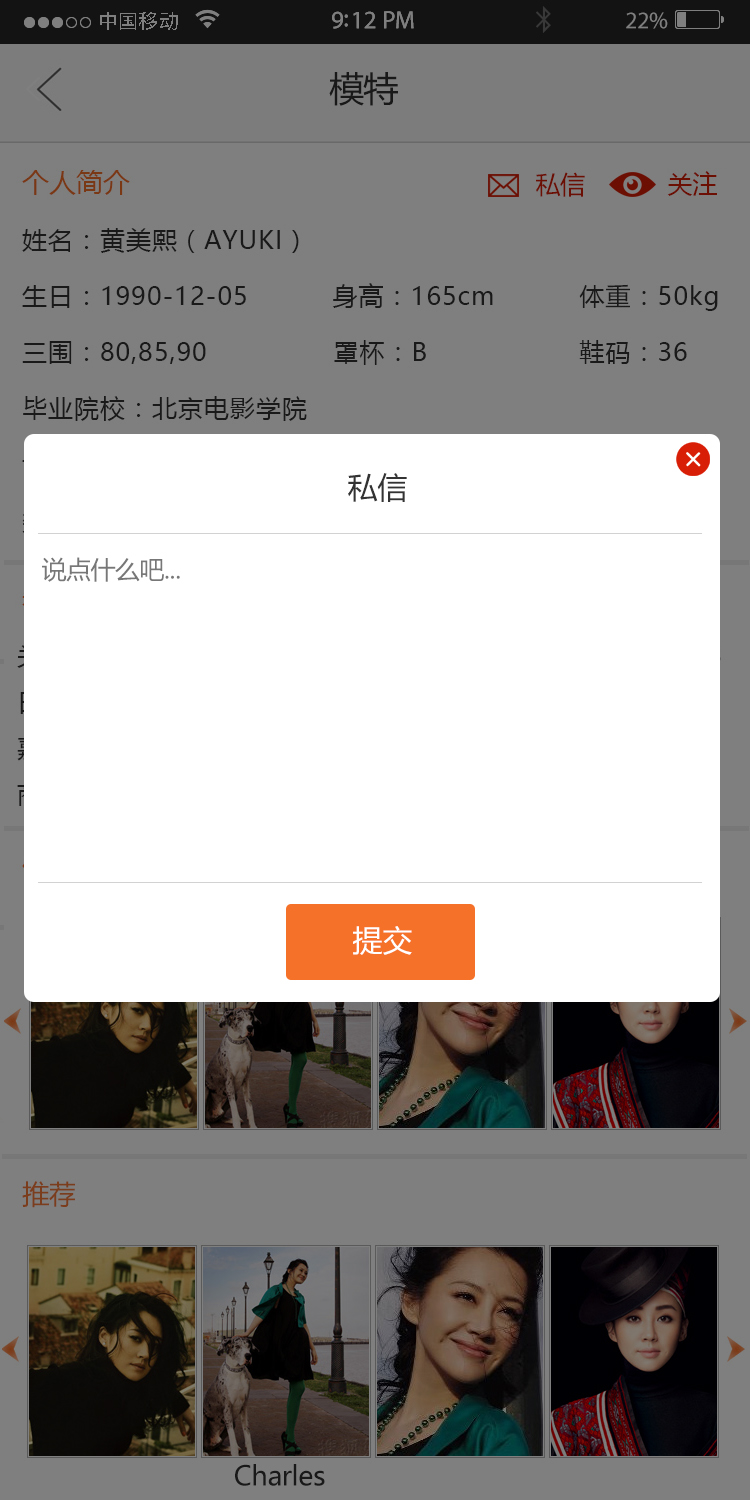 中国移动 9:12 PM 22%
模特
个人简介 私信 关注
姓名：黄美熙（AYUKI）
生日：1990-12-05 身高：165cm 体重：50kg
三围：80,85,90 罩杯：B 鞋码：36
毕业院校：北京电影学院
私信
说点什么吧...
提交
推荐
Charles